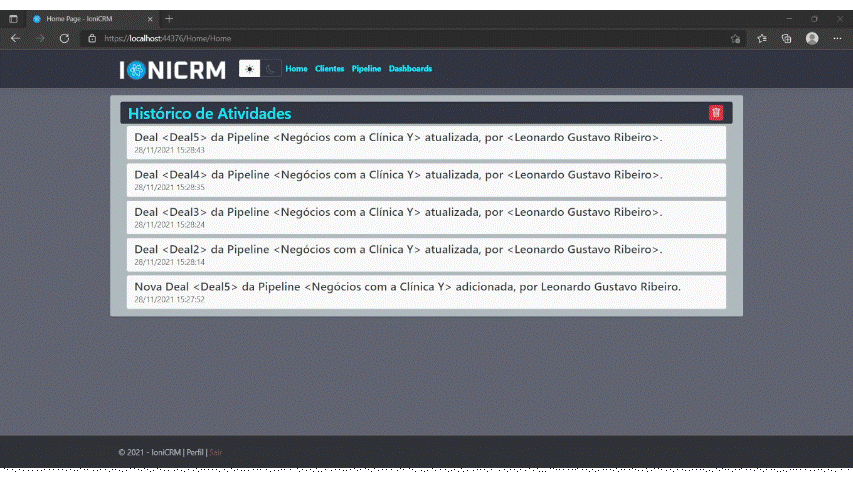 Home Page - IoniCRM
https://localhost:44376/Home/Home
IONICRM
Home Clientes Pipeline Dashboards
Histórico de Atividades
Deal <Deal5> da Pipeline <Negócios com a Clínica Y> atualizada, por <Leonardo Gustavo Ribeiro>.
28/11/2021 15:28:43
Deal <Deal4> da Pipeline <Negócios com a Clínica Y> atualizada, por <Leonardo Gustavo Ribeiro>.
28/11/2021 15:28:35
Deal <Deal3> da Pipeline <Negócios com a Clínica Y> atualizada, por <Leonardo Gustavo Ribeiro>.
28/11/2021 15:28:24
Deal <Deal2> da Pipeline <Negócios com a Clínica Y> atualizada, por <Leonardo Gustavo Ribeiro>.
28/11/2021 15:28:14
Nova Deal <Deal5> da Pipeline <Negócios com a Clínica Y> adicionada, por Leonardo Gustavo Ribeiro.
28/11/2021 15:27:52
© 2021 - IoniCRM | Perfil | Sair